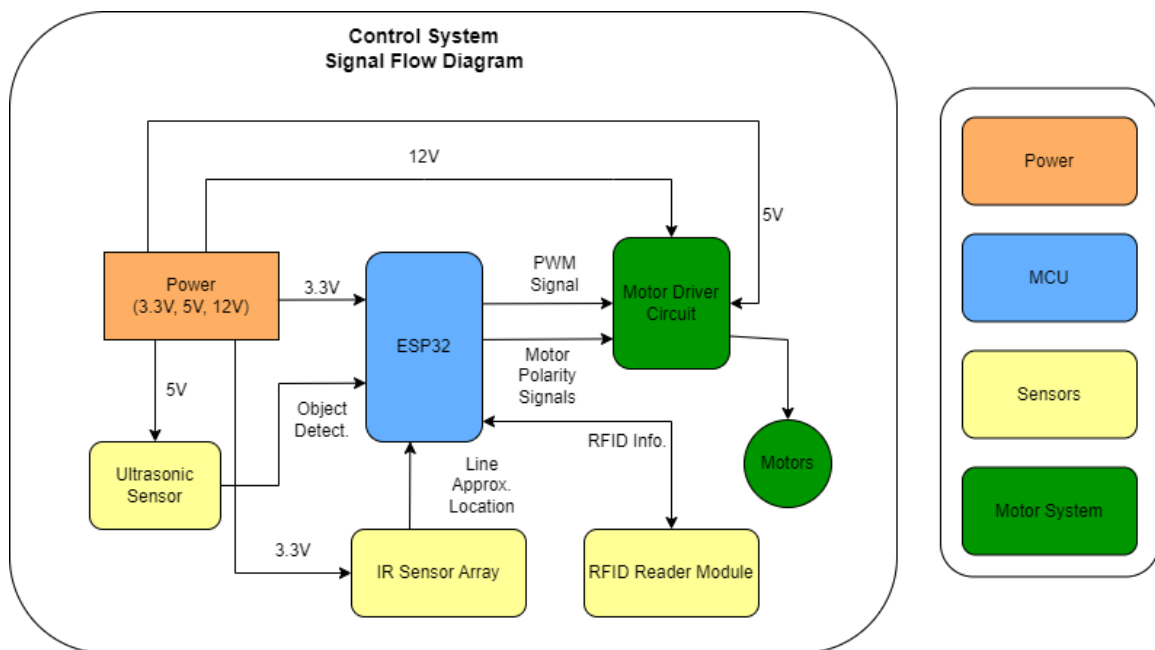 Control System
Signal Flow Diagram
12V
5V
Power
(3.3V, 5V, 12V)
3.3V
ESP32
PWM
Signal
Motor Driver
Circuit
Motor
Polarity
Signals
5V
Object
Detect.
Ultrasonic
Sensor
Line
Approx.
Location
RFID Info.
Motors
3.3V
IR Sensor Array
RFID Reader Module
Power
MCU
Sensors
Motor System